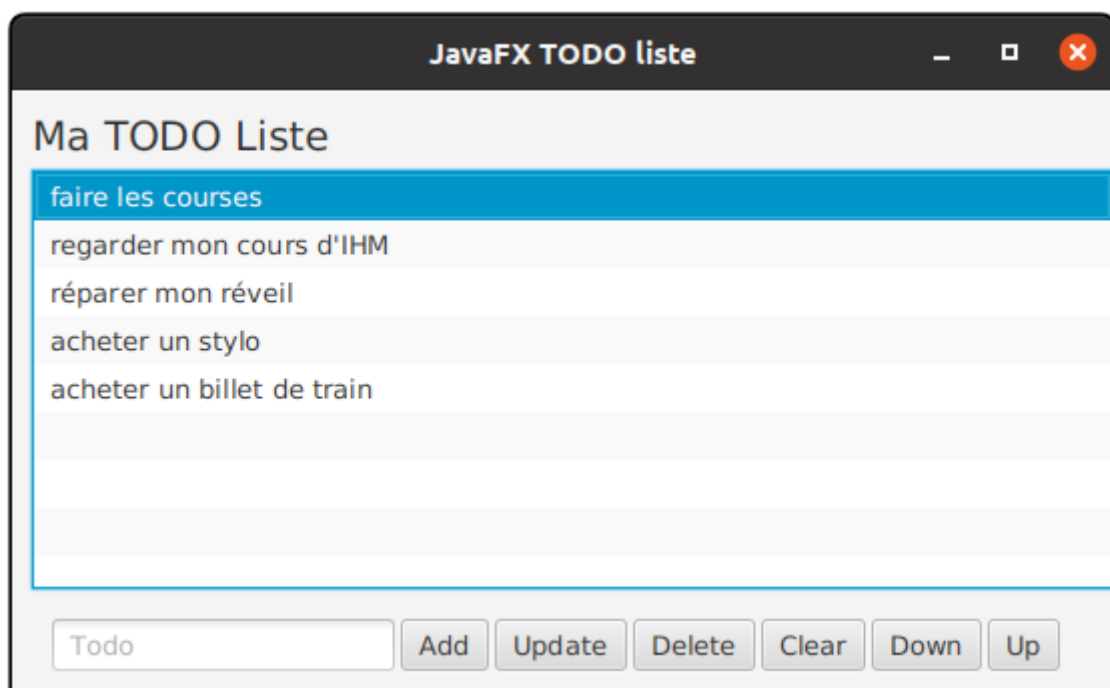 JavaFX TODO liste
Ma TODO Liste
faire les courses
regarder mon cours d'IHM
réparer mon réveil
acheter un stylo
acheter un billet de train
Todo Add Update Delete Clear Down Up